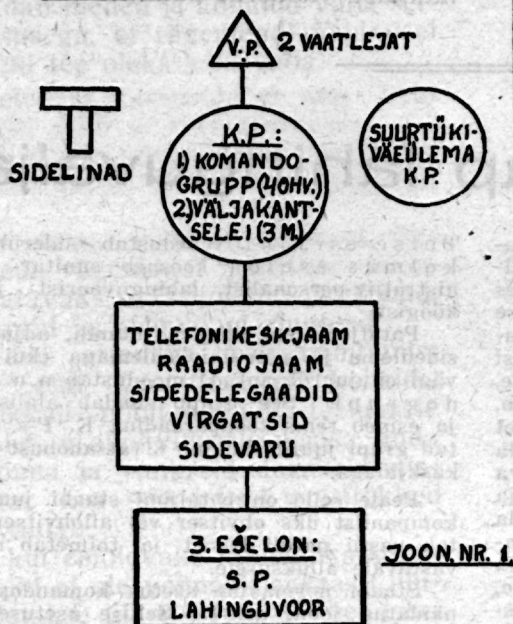 V.P. 2 VAATLEJAT
SIDELINAD
K.P.:
1) KOMANDO-
GRUPP (4 OHV.)
2) VÄLJAKANT-
SELEI (3 M.)
SUURTÜKI-
VÄEÜLEMA
K.P.
TELEFONIKESKJAAM
RAADIOJAAM
SIDEDELEGAADID
VIRGATSID
SIDEVARU
3. EŠELON:
S.P.
LAHINGUVOOR
JOON. NR. 1.